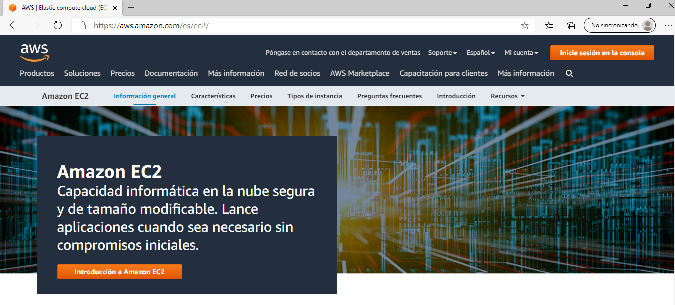 AWS | Elastic compute cloud (EC
https://aws.amazon.com/es/ec2/
No sincronizando
aws
Póngase en contacto con el departamento de ventas Soporte Español Mi cuenta Inicie sesión en la consola
Productos Soluciones Precios Documentación Más información Red de socios AWS Marketplace Capacitación para clientes Más información
Amazon EC2 Información general Características Precios Tipos de instancia Preguntas frecuentes Introducción Recursos
Amazon EC2
Capacidad informática en la nube segura
y de tamaño modificable. Lance
aplicaciones cuando sea necesario sin
compromisos iniciales.
Introducción a Amazon EC2